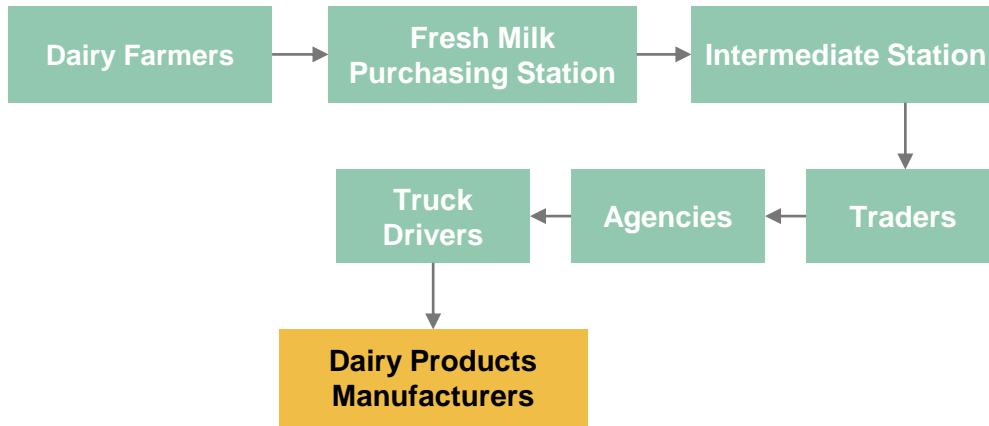 Dairy Farmers
Fresh Milk
Purchasing Station
Intermediate Station
Traders
Agencies
Truck
Drivers
Dairy Products
Manufacturers